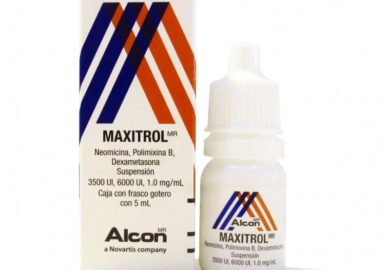 MAXITROL MR
Neomicina, Polimixina B,
Dexametasona
Suspensión
3500 UI, 6000 UI, 1.0 mg/mL
Caja con frasco gotero
con 5 mL
Alcon MR
a Novartis company
Alcon MR
MAXITROL MR
Neomicina, Polimixina B, Dexametasona
Suspensión
3500 UI, 6000 UI, 1.0 mg/mL